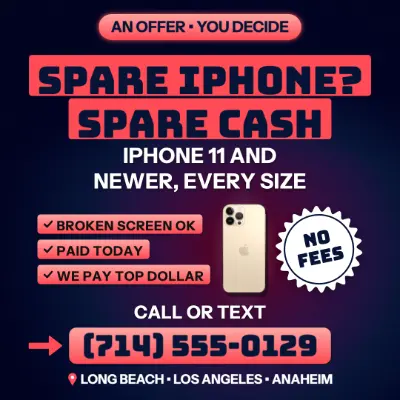 AN OFFER • YOU DECIDE
SPARE IPHONE?
SPARE CASH
IPHONE 11 AND
NEWER, EVERY SIZE
✓ BROKEN SCREEN OK
✓ PAID TODAY
✓ WE PAY TOP DOLLAR
NO
FEES
CALL OR TEXT
(714) 555-0129
LONG BEACH • LOS ANGELES • ANAHEIM